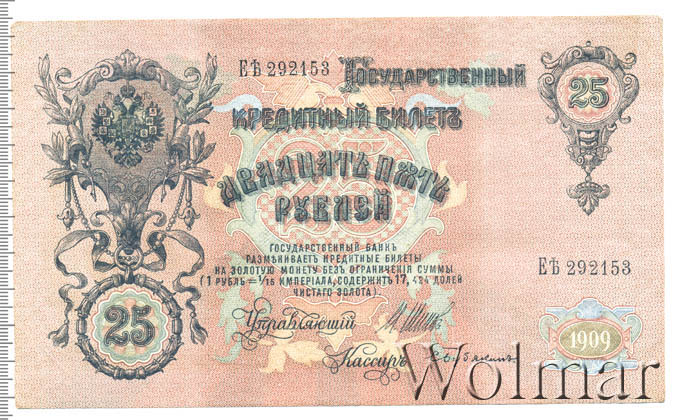 ЕѢ 292153
Государственный
25
Кредитный Билетъ
Двадцать пять
рублей
ГОСУДАРСТВЕННЫЙ БАНКЪ
РАЗМѢНИВАЕТЪ КРЕДИТНЫЕ БИЛЕТЫ
НА ЗОЛОТУЮ МОНЕТУ БЕЗЪ ОГРАНИЧЕНІЯ СУММЫ
(1 РУБЛЬ = 1/15 ИМПЕРІАЛА, СОДЕРЖИТЪ 17,424 ДОЛЕЙ
ЧИСТАГО ЗОЛОТА)
ЕѢ 292153
25
Управляющій
1909
Кассиръ
Wolmar